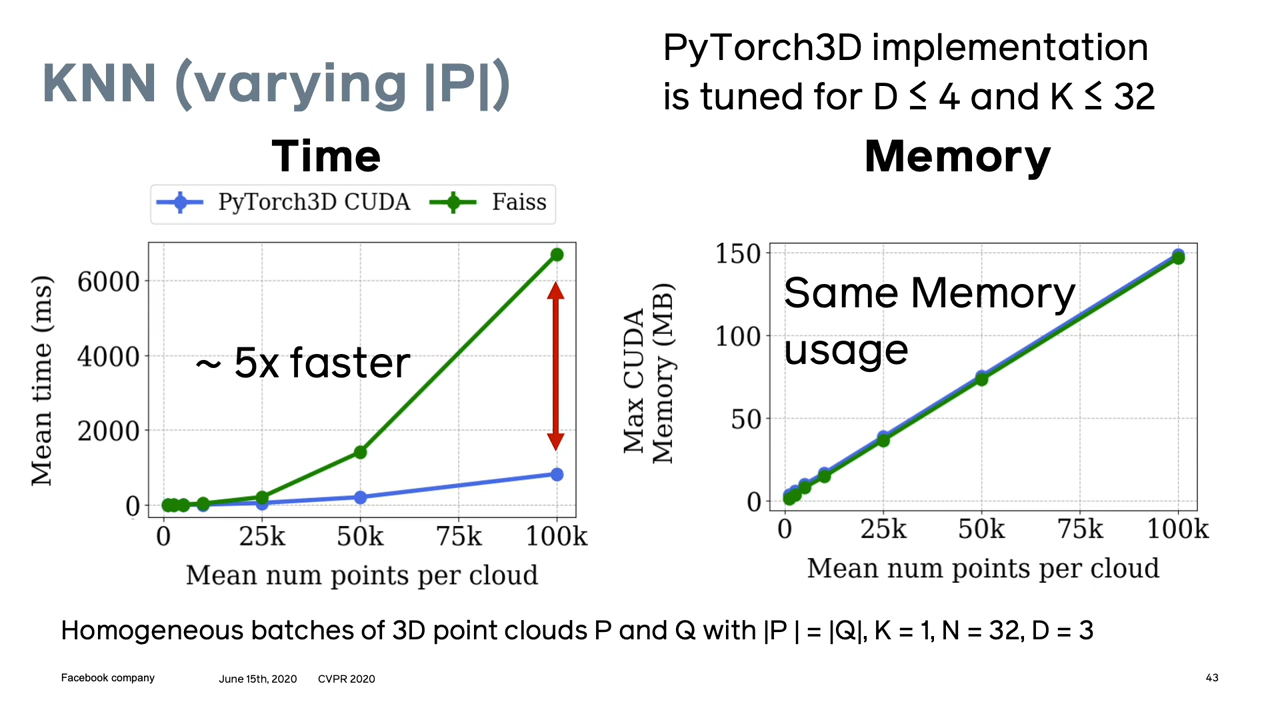 KNN (varying |P|)
PyTorch3D implementation
is tuned for D ≤ 4 and K ≤ 32
Time
PyTorch3D CUDA
Faiss
Mean time (ms)
6000
4000
2000
0
~ 5x faster
0
25k
50k
75k
100k
Mean num points per cloud
Memory
Max CUDA
Memory (MB)
150
100
50
0
Same Memory
usage
0
25k
50k
75k
100k
Mean num points per cloud
Homogeneous batches of 3D point clouds P and Q with |P | = |Q|, K = 1, N = 32, D = 3
Facebook company
June 15th, 2020
CVPR 2020
43